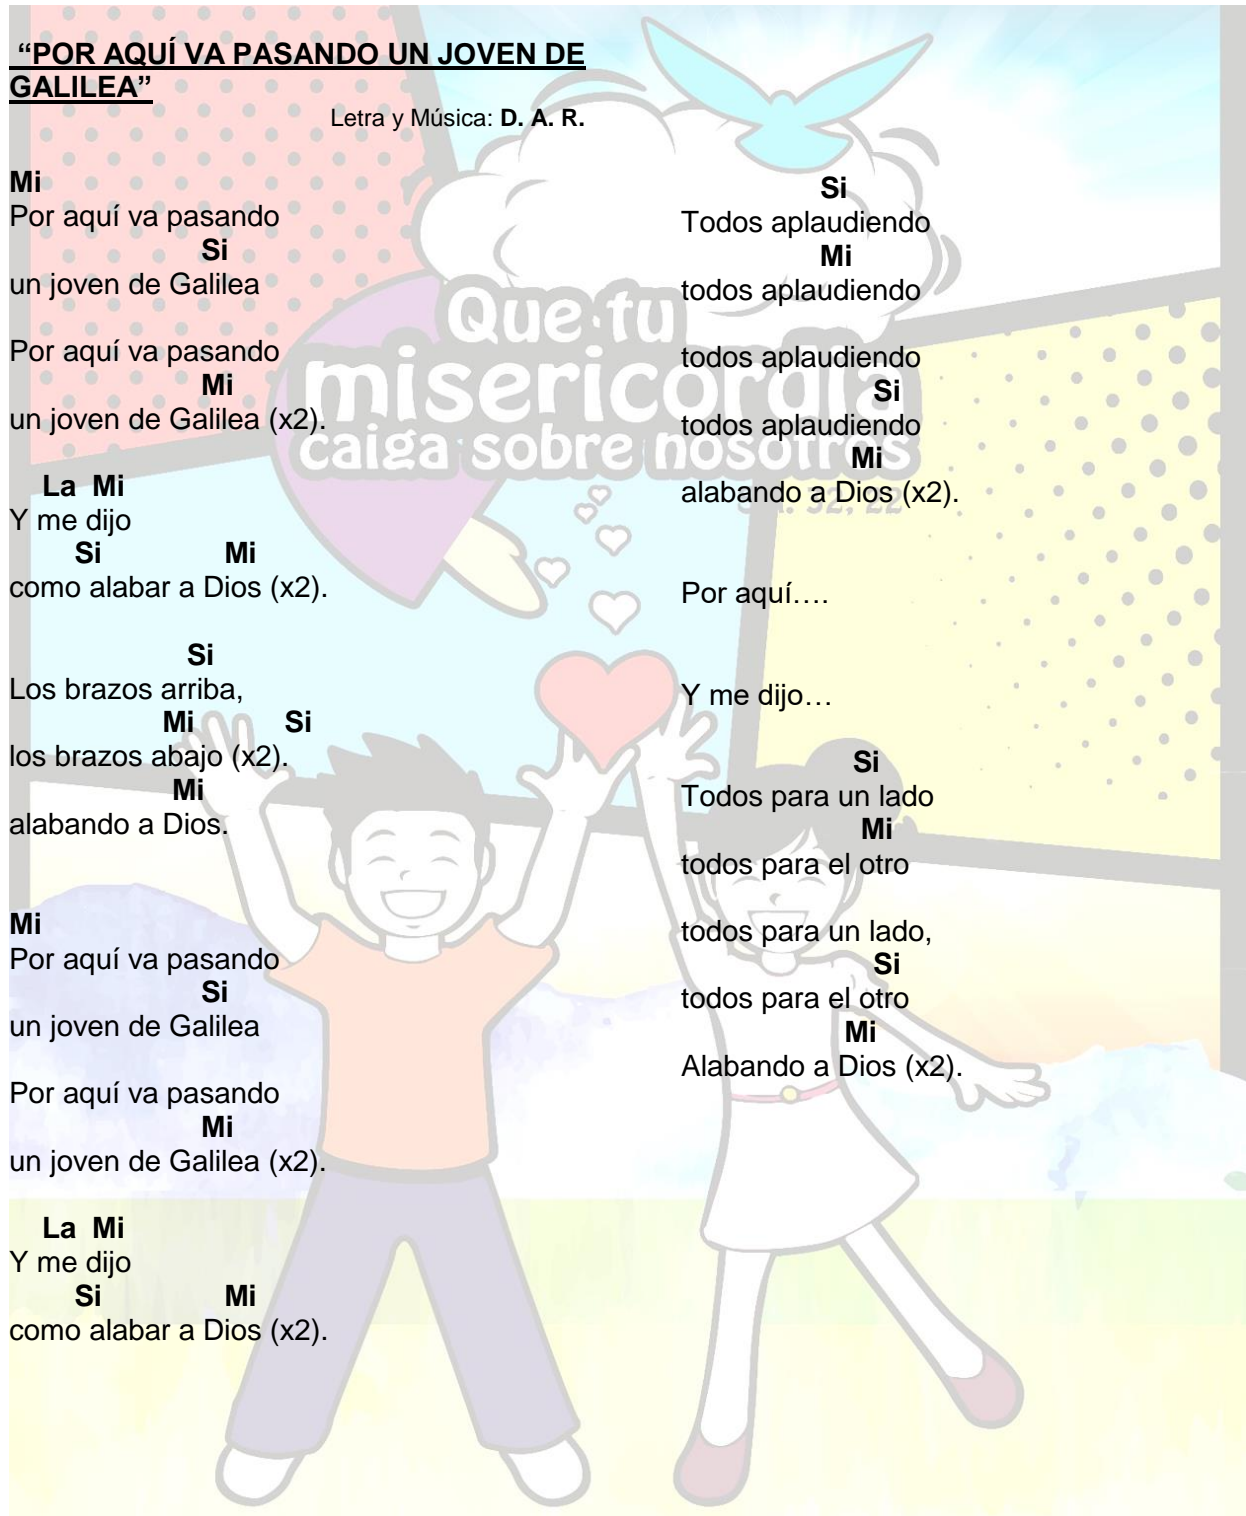 “POR AQUÍ VA PASANDO UN JOVEN DE
GALILEA”
Letra y Música: D. A. R.
Mi
Por aquí va pasando
Si
un joven de Galilea
Por aquí va pasando
Mi
un joven de Galilea (x2).
La Mi
Y me dijo
Si Mi
como alabar a Dios (x2).
Si
Los brazos arriba,
Mi Si
los brazos abajo (x2).
Mi
alabando a Dios.
Mi
Por aquí va pasando
Si
un joven de Galilea
Por aquí va pasando
Mi
un joven de Galilea (x2).
La Mi
Y me dijo
Si Mi
como alabar a Dios (x2).
Si
Todos aplaudiendo
Mi
todos aplaudiendo
todos aplaudiendo
Si
todos aplaudiendo
Mi
alabando a Dios (x2).
Por aquí….
Y me dijo…
Si
Todos para un lado
Mi
todos para el otro
todos para un lado,
Si
todos para el otro
Mi
Alabando a Dios (x2).
Que tu
misericordia
caiga sobre nosotros
32, 22